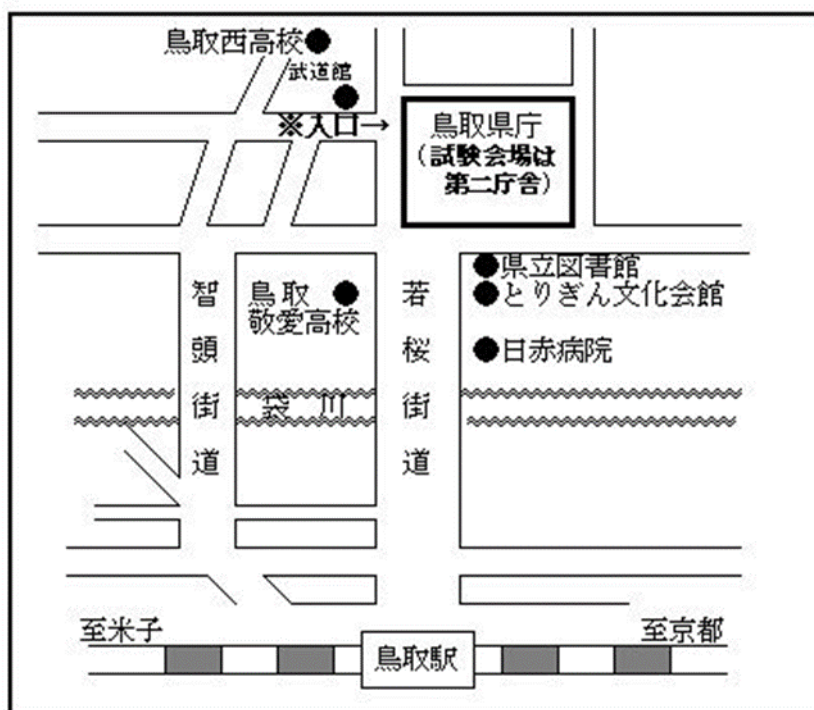 鳥取西高校
武道館
※入口→
鳥取県庁
(試験会場は
第二庁舎)
県立図書館
とりぎん文化会館
日赤病院
鳥取
敬愛高校
智頭街道
若桜街道
袋川
至米子
至京都
鳥取駅